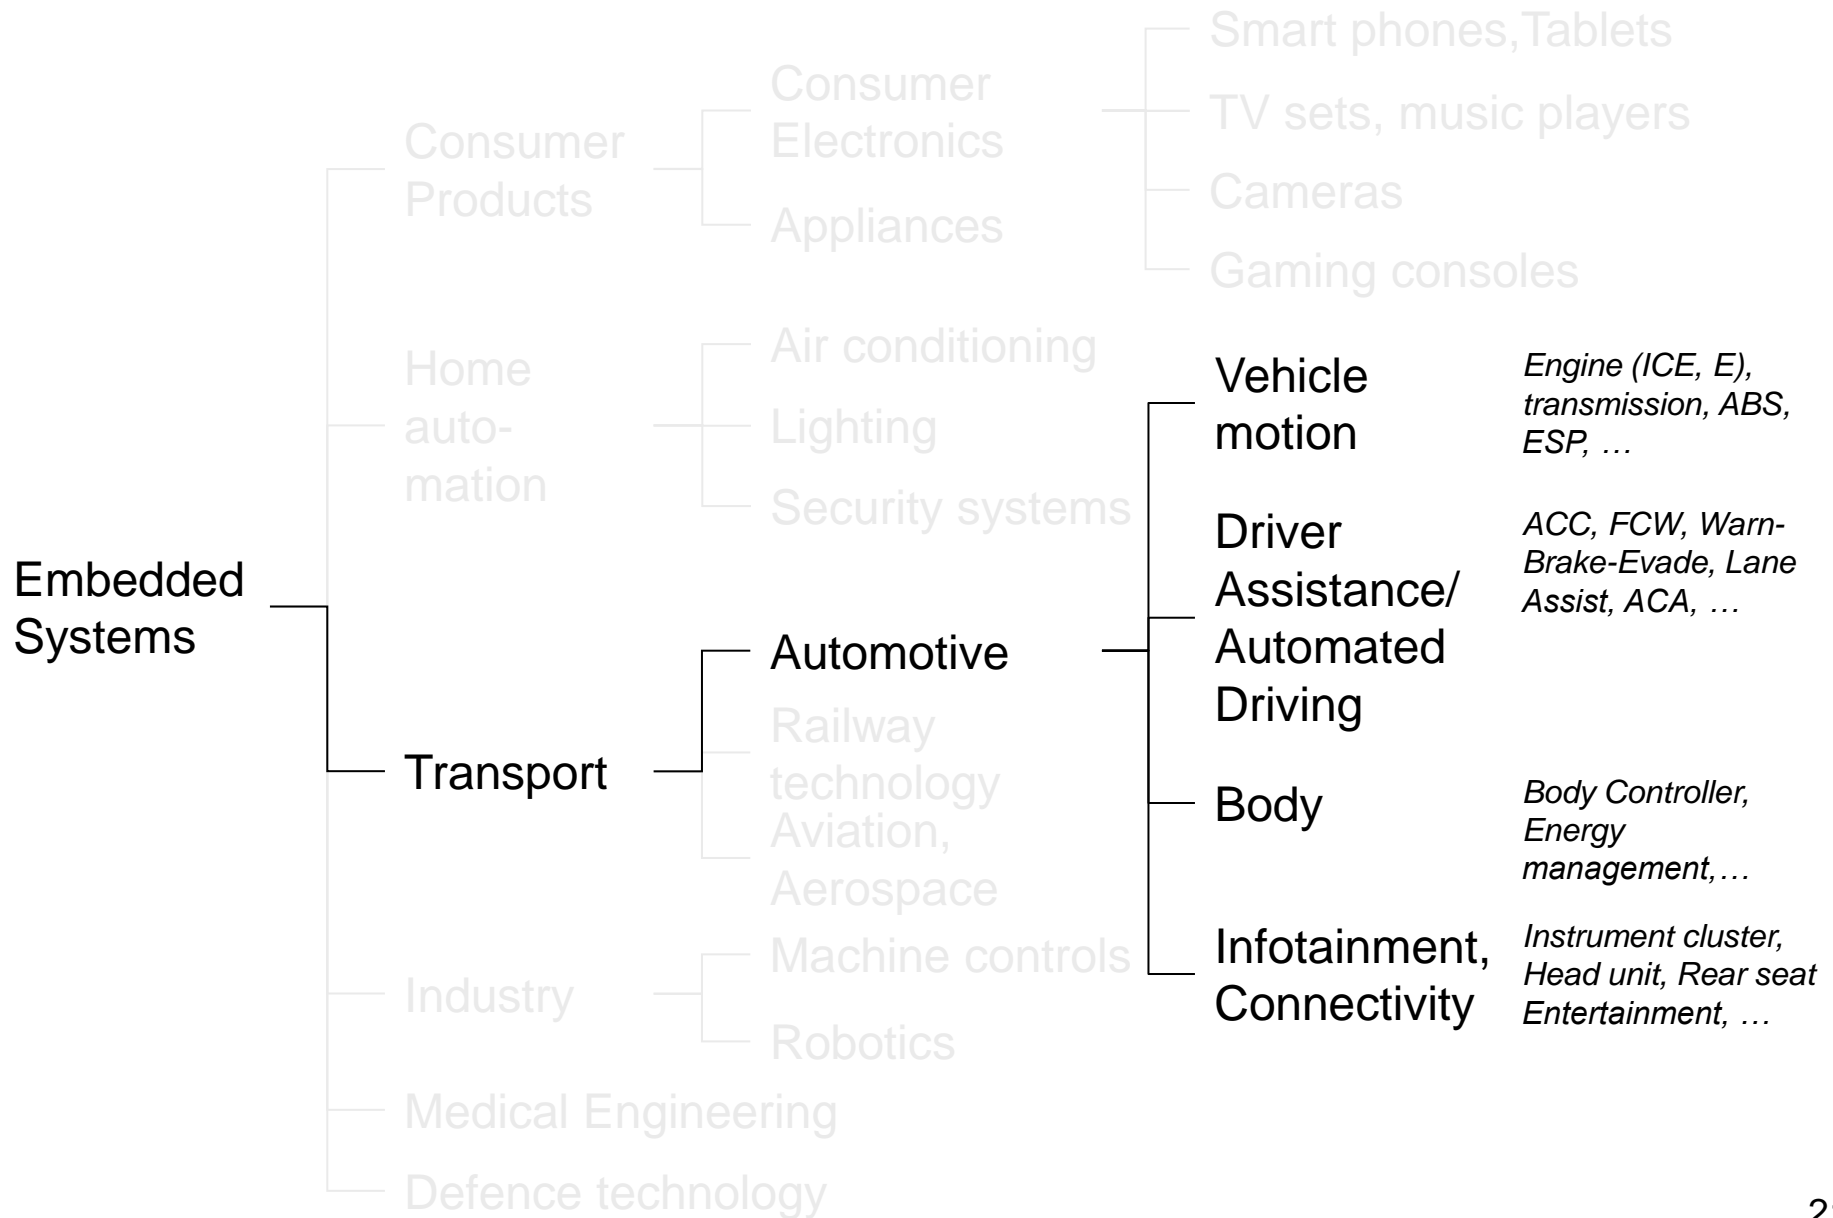 Smart phones,Tablets
Consumer
Electronics
TV sets, music players
Consumer
Products
Cameras
Appliances
Gaming consoles
Home
auto-
mation
Air conditioning
Lighting
Security systems
Vehicle
motion
Engine (ICE, E),
transmission, ABS,
ESP, …
Driver
Assistance/
Automated
Driving
ACC, FCW, Warn-
Brake-Evade, Lane
Assist, ACA, …
Embedded
Systems
Automotive
Transport
Railway
technology
Aviation,
Aerospace
Body
Body Controller,
Energy
management,…
Infotainment,
Connectivity
Instrument cluster,
Head unit, Rear seat
Entertainment, …
Industry
Machine controls
Robotics
Medical Engineering
Defence technology